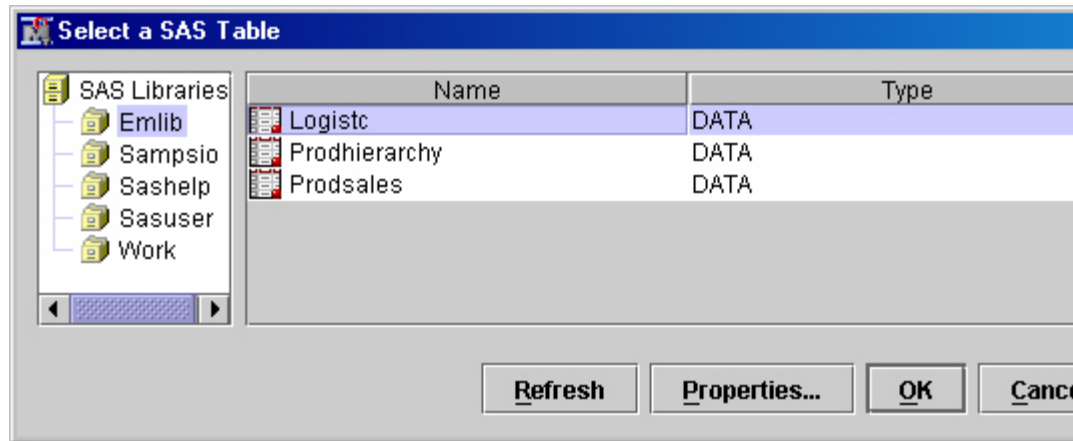 Select a SAS Table
SAS Libraries
Emlib
Sampsio
Sashelp
Sasuser
Work
Name Type
Logistc DATA
Prodhierarchy DATA
Prodsales DATA
Refresh Properties... OK Cance